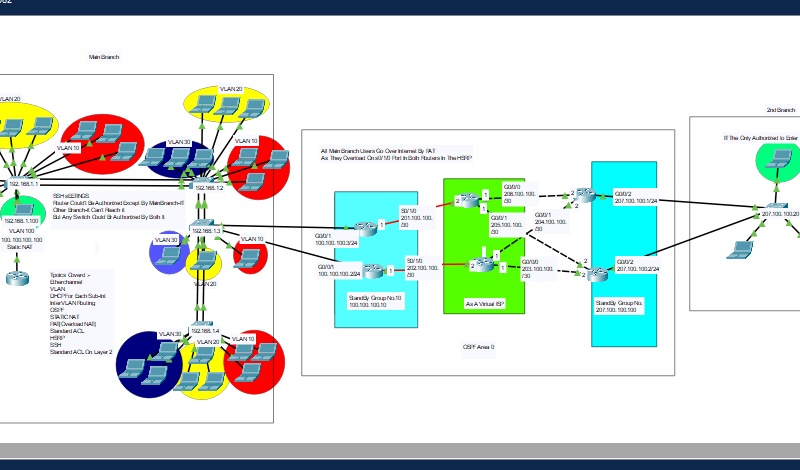 Main Branch
VLAN 20
VLAN 10
VLAN 20
VLAN 30
VLAN 10
192.168.1.1
192.168.1.2
SSH sEETINGS
Router Could't Be Authorized Except By MainBranch-IT
Other Branch-it Can't Reach it
But Any Switch Could Br Authorized By Both It
192.168.1.100
VLAN 100
100.100.100.100
Static NAT
192.168.1.3
VLAN 30
VLAN 10
VLAN 20
Tpoics Coverd :-
Etherchannel
VLAN
DHCP For Each Sub-Int
InterVLAN Routing
OSPF
STATIC NAT
PAT(Overload NAT)
Standard ACL
HSRP
SSH
Standard ACL On Layer 2
192.168.1.4
VLAN 30
VLAN 20
VLAN 10
All MainBranch Users Go Over Internet By PAT
As They Overload On s0/1/0 Port In Both Routers In The HSRP
G0/0/1
100.100.100.3/24
G0/0/1
100.100.100.2/24
StandBy Group No.10
100.100.100.10
S0/1/0
201.100.100.
/30
S0/1/0
202.100.100.
/30
G0/0/0
206.100.100.
/30
G0/0/1
205.100.100.
/30
G0/0/1
204.100.100.
/30
G0/0/0
203.100.100.
/30
As A Virtual ISP
G0/0/2
207.100.100.1/24
G0/0/2
207.100.100.2/24
StandBy Group No.
207.100.100.100
OSPF Area 0
2nd Branch
IT The Only Authorized to Enter
207.100.100.20